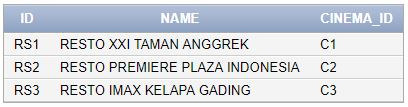 ID NAME CINEMA_ID
RS1 RESTO XXI TAMAN ANGGREK C1
RS2 RESTO PREMIERE PLAZA INDONESIA C2
RS3 RESTO IMAX KELAPA GADING C3